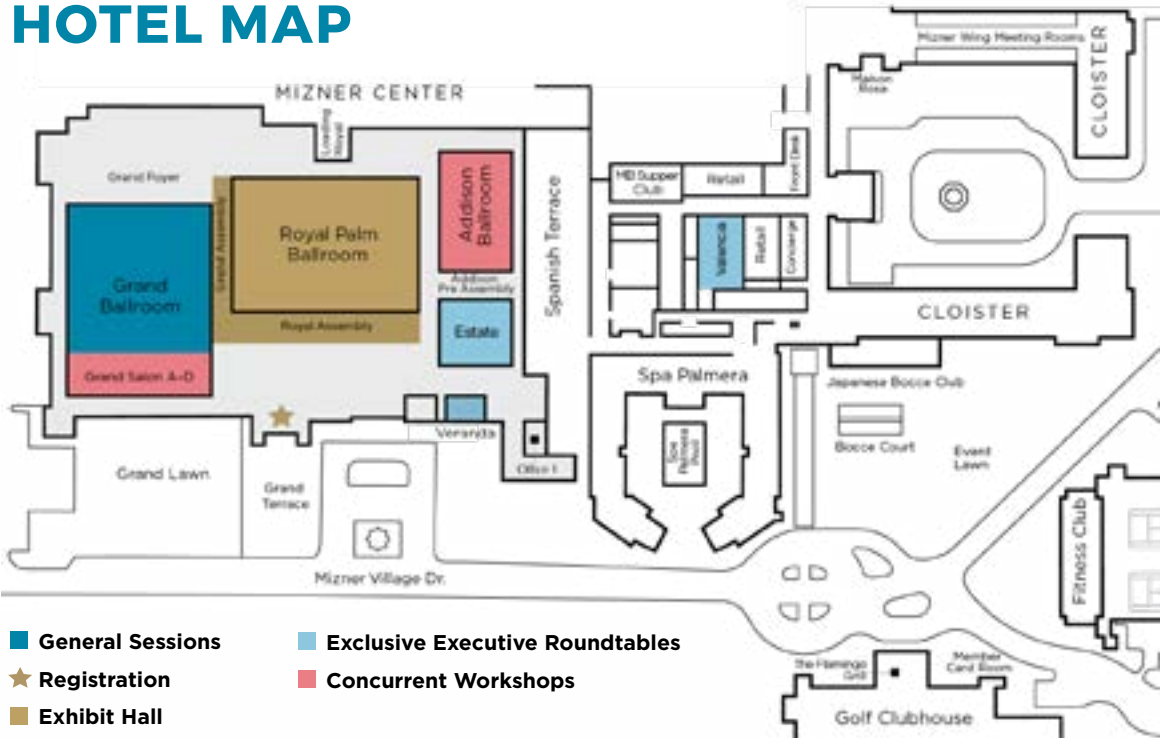 HOTEL MAP
Mizner Wing Meeting Rooms
CLOISTER
Maison
Rosa
MIZNER CENTER
Loading
Royal
Grand Foyer
Grand Assembly
Royal Palm
Ballroom
Addison
Ballroom
Spanish Terrace
MB Supper
Club
Retail
Front Desk
Valencia
Retail
Concierge
Grand
Ballroom
Addison
Pre Assembly
Royal Assembly
Estate
CLOISTER
Grand Salon A-D
Spa Palmera
Japanese Bocce Club
Veranda
Spa
Palmera
Pool
Bocce Court
Event
Lawn
Office 1
Grand Lawn
Grand
Terrace
Fitness Club
Mizner Village Dr.
General Sessions
Registration
Exhibit Hall
Exclusive Executive Roundtables
Concurrent Workshops
The Flamingo
Grill
Member
Card Room
Golf Clubhouse